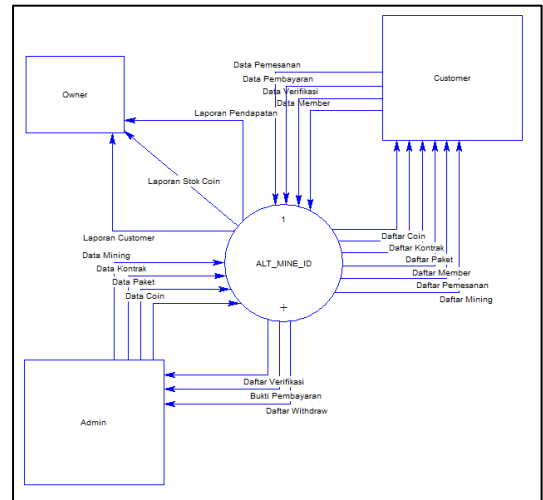 Data Pemesanan
Data Pembayaran
Data Verifikasi
Data Member
Customer
Owner
Laporan Pendapatan
Laporan Stok Coin
Laporan Customer
1
ALT_MINE_ID
+
Daftar Coin
Daftar Kontrak
Daftar Paket
Daftar Member
Daftar Pemesanan
Daftar Mining
Data Mining
Data Kontrak
Data Paket
Data Coin
Daftar Verifikasi
Bukti Pembayaran
Daftar Withdraw
Admin